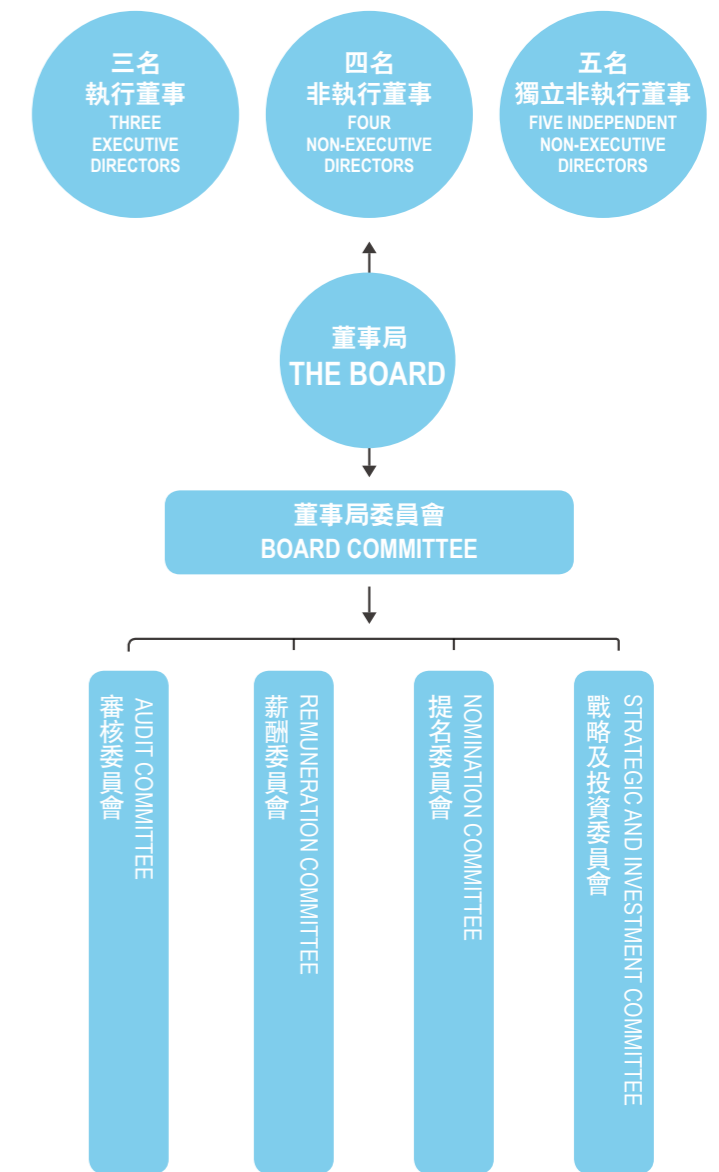 三名
執行董事
THREE
EXECUTIVE
DIRECTORS
四名
非執行董事
FOUR
NON-EXECUTIVE
DIRECTORS
五名
獨立非執行董事
FIVE INDEPENDENT
NON-EXECUTIVE
DIRECTORS
董事局
THE BOARD
董事局委員會
BOARD COMMITTEE
審核委員會
AUDIT COMMITTEE
薪酬委員會
REMUNERATION COMMITTEE
提名委員會
NOMINATION COMMITTEE
戰略及投資委員會
STRATEGIC AND INVESTMENT COMMITTEE